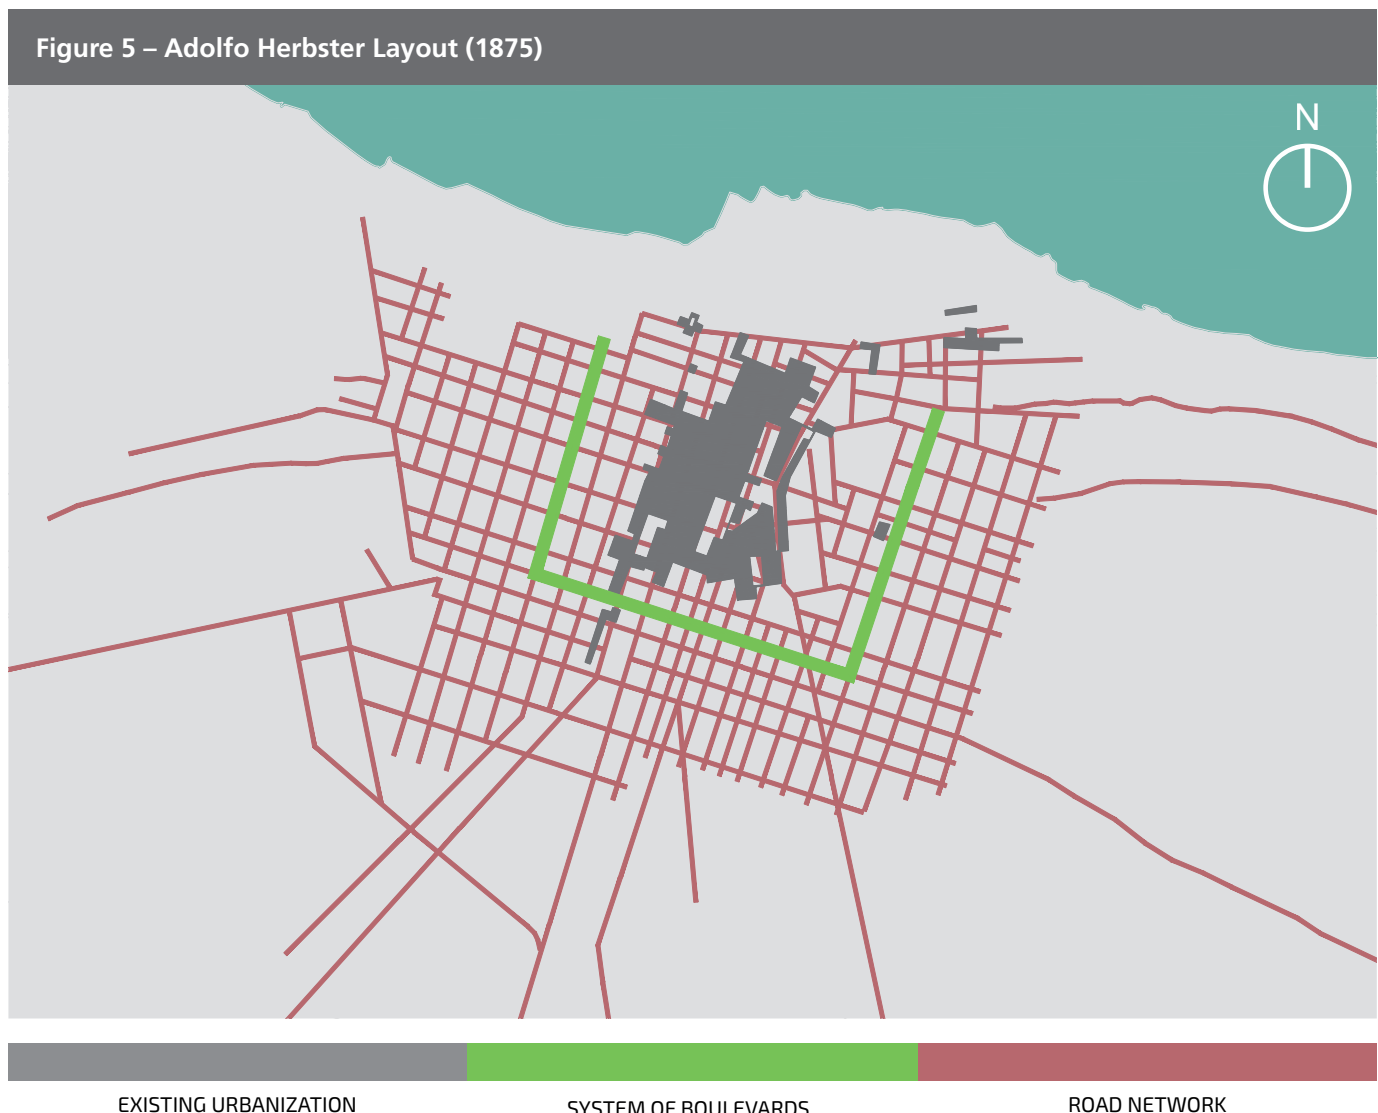 Figure 5 – Adolfo Herbster Layout (1875)
N
EXISTING URBANIZATION
SYSTEM OF BOULEVARDS
ROAD NETWORK